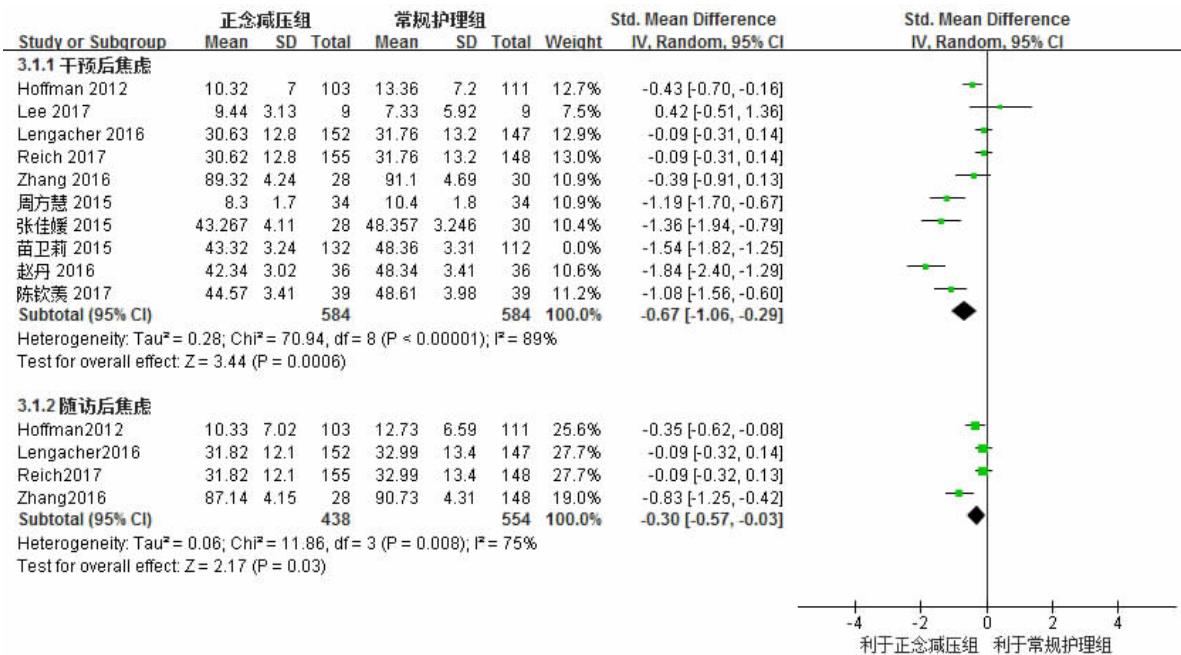 正念减压组 常规护理组 Std. Mean Difference Std. Mean Difference
Study or Subgroup Mean SD Total Mean SD Total Weight IV, Random, 95% CI IV, Random, 95% CI
3.1.1 干预后焦虑
Hoffman 2012 10.32 7 103 13.36 7.2 111 12.7% -0.43 [-0.70, -0.16]
Lee 2017 9.44 3.13 9 7.33 5.92 9 7.5% 0.42 [-0.51, 1.36]
Lengacher 2016 30.63 12.8 152 31.76 13.2 147 12.9% -0.09 [-0.31, 0.14]
Reich 2017 30.62 12.8 155 31.76 13.2 148 13.0% -0.09 [-0.31, 0.14]
Zhang 2016 89.32 4.24 28 91.1 4.69 30 10.9% -0.39 [-0.91, 0.13]
周方慧 2015 8.3 1.7 34 10.4 1.8 34 10.9% -1.19 [-1.70, -0.67]
张佳媛 2015 43.267 4.11 28 48.357 3.246 30 10.4% -1.36 [-1.94, -0.79]
苗卫莉 2015 43.32 3.24 132 48.36 3.31 112 0.0% -1.54 [-1.82, -1.25]
赵丹 2016 42.34 3.02 36 48.34 3.41 36 10.6% -1.84 [-2.40, -1.29]
陈钦羡 2017 44.57 3.41 39 48.61 3.98 39 11.2% -1.08 [-1.56, -0.60]
Subtotal (95% CI) 584 584 100.0% -0.67 [-1.06, -0.29]
Heterogeneity: Tau² = 0.28; Chi² = 70.94, df = 8 (P < 0.00001); I² = 89%
Test for overall effect: Z = 3.44 (P = 0.0006)
3.1.2 随访后焦虑
Hoffman2012 10.33 7.02 103 12.73 6.59 111 25.6% -0.35 [-0.62, -0.08]
Lengacher2016 31.82 12.1 152 32.99 13.4 147 27.7% -0.09 [-0.32, 0.14]
Reich2017 31.82 12.1 155 32.99 13.4 148 27.7% -0.09 [-0.32, 0.13]
Zhang2016 87.14 4.15 28 90.73 4.31 148 19.0% -0.83 [-1.25, -0.42]
Subtotal (95% CI) 438 554 100.0% -0.30 [-0.57, -0.03]
Heterogeneity: Tau² = 0.06; Chi² = 11.86, df = 3 (P = 0.008); I² = 75%
Test for overall effect: Z = 2.17 (P = 0.03)
-4 -2 0 2 4
利于正念减压组 利于常规护理组